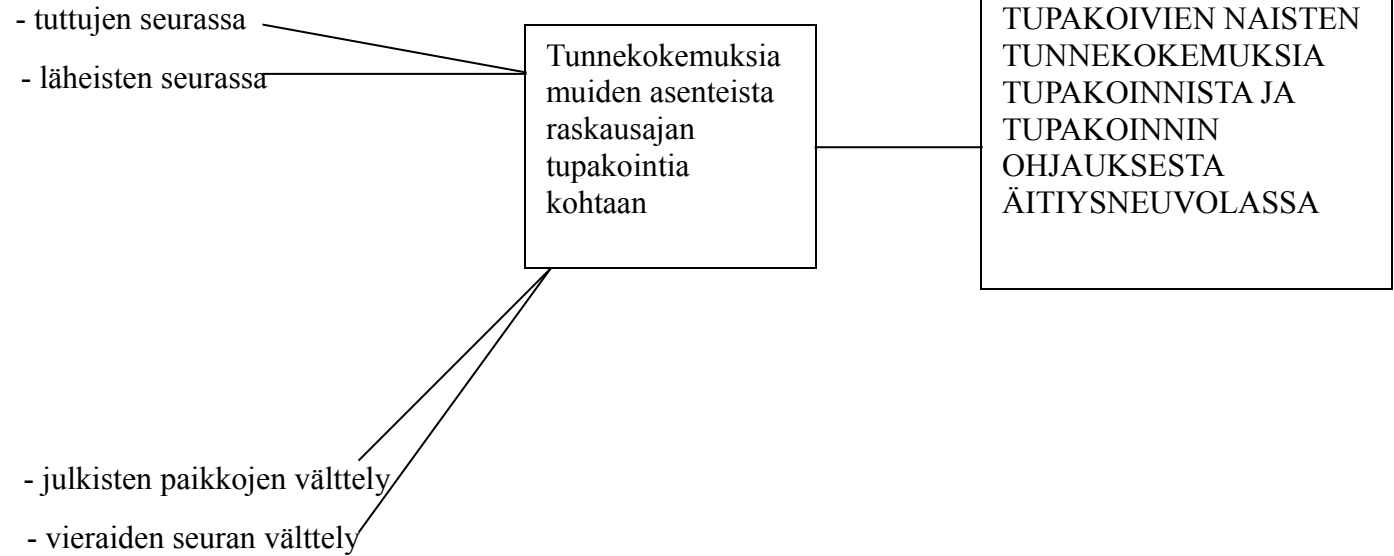 - tuttujen seurassa
- läheisten seurassa
Tunnekokemuksia
muiden asenteista
raskausajan
tupakointia
kohtaan
TUPAKOIVIEN NAISTEN
TUNNEKOKEMUKSIA
TUPAKOINNISTA JA
TUPAKOINNIN
OHJAUKSESTA
ÄITIYSNEUVOLASSA
- julkisten paikkojen välttely
- vieraiden seuran välttely